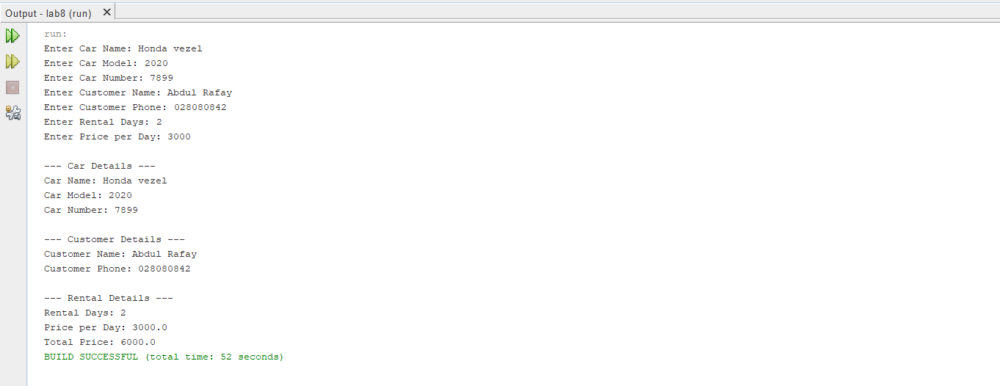 Output - lab8 (run)
run:
Enter Car Name: Honda vezel
Enter Car Model: 2020
Enter Car Number: 7899
Enter Customer Name: Abdul Rafay
Enter Customer Phone: 028080842
Enter Rental Days: 2
Enter Price per Day: 3000
--- Car Details ---
Car Name: Honda vezel
Car Model: 2020
Car Number: 7899
--- Customer Details ---
Customer Name: Abdul Rafay
Customer Phone: 028080842
--- Rental Details ---
Rental Days: 2
Price per Day: 3000.0
Total Price: 6000.0
BUILD SUCCESSFUL (total time: 52 seconds)